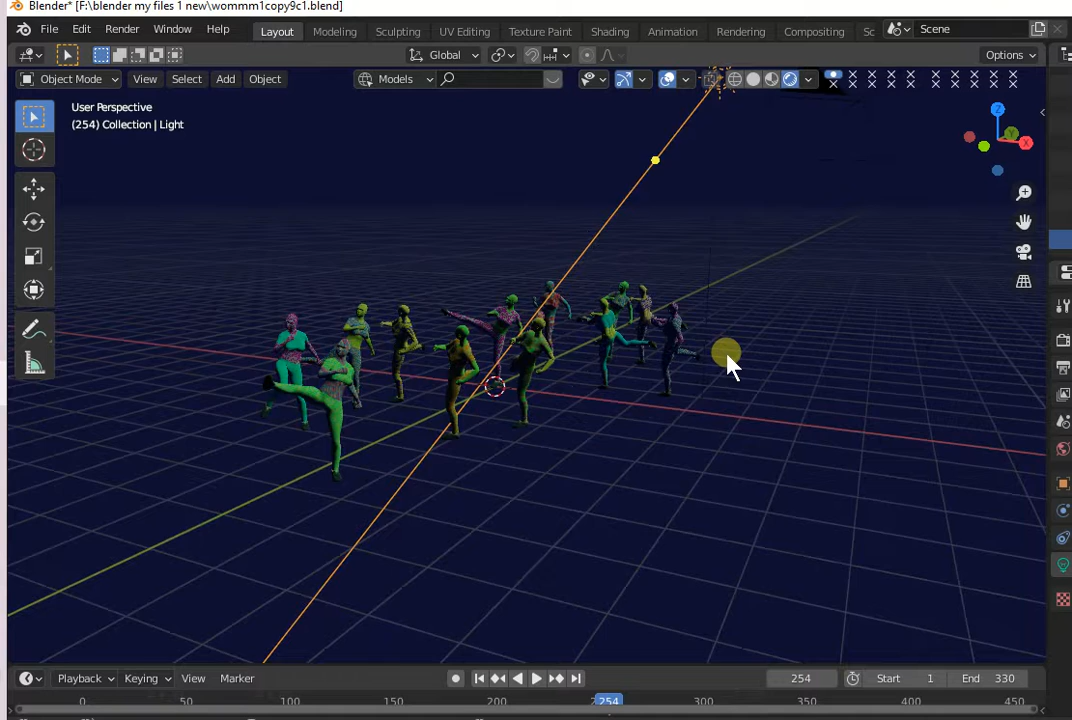 Blender* [F:\blender my files 1 new\wommm1copy9c1.blend]
File Edit Render Window Help Layout Modeling Sculpting UV Editing Texture Paint Shading Animation Rendering Compositing Sc Scene
Global Options
Object Mode View Select Add Object Models
User Perspective
(254) Collection | Light
Z
Y
X
Playback Keying View Marker 254 Start 1 End 330
0 50 100 150 200 254 300 350 400 450